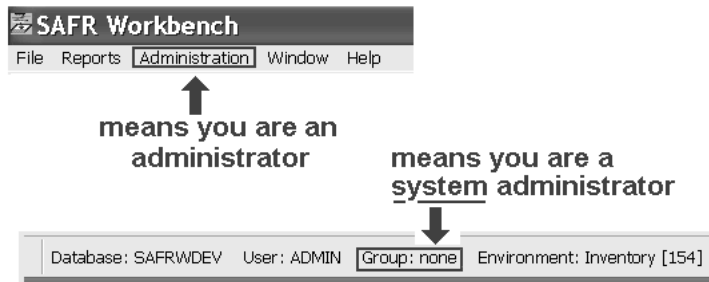 SAFR Workbench
File Reports Administration Window Help
means you are an
administrator
means you are a
system administrator
Database: SAFRWDEV User: ADMIN Group: none Environment: Inventory [154]